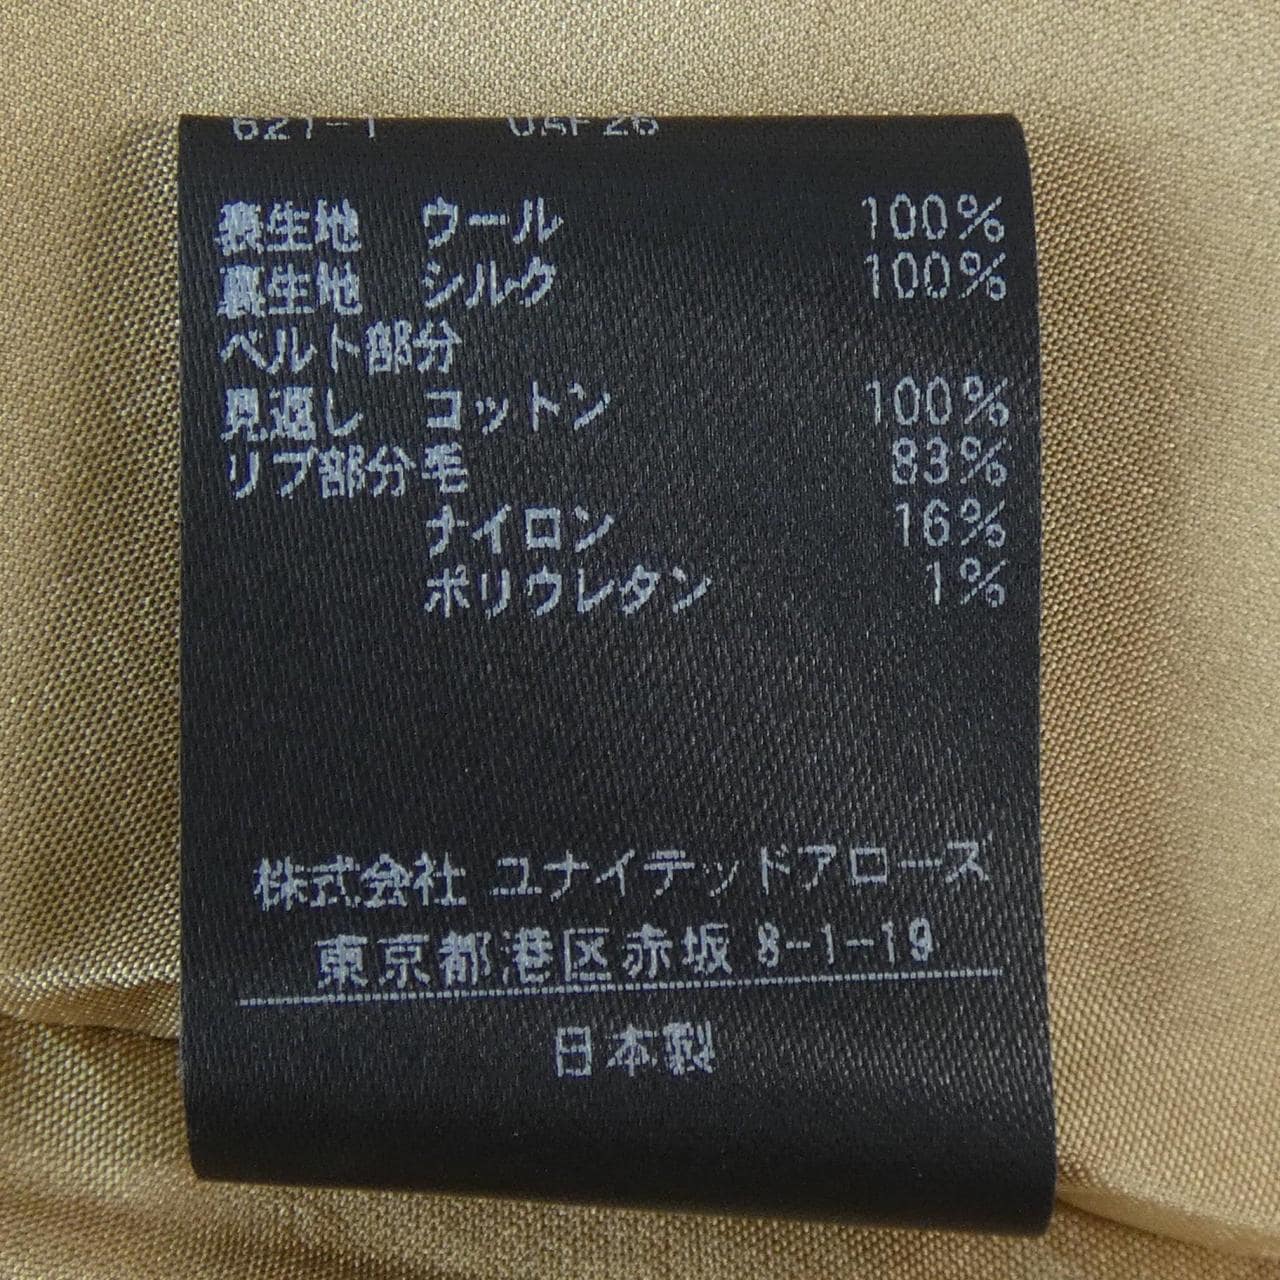 表生地 ウール 100%
裏生地 シルク 100%
ベルト部分
見返し コットン 100%
リブ部分毛 83%
ナイロン 16%
ポリウレタン 1%
株式会社 ユナイテッドアローズ
東京都港区赤坂 8-1-19
日本製